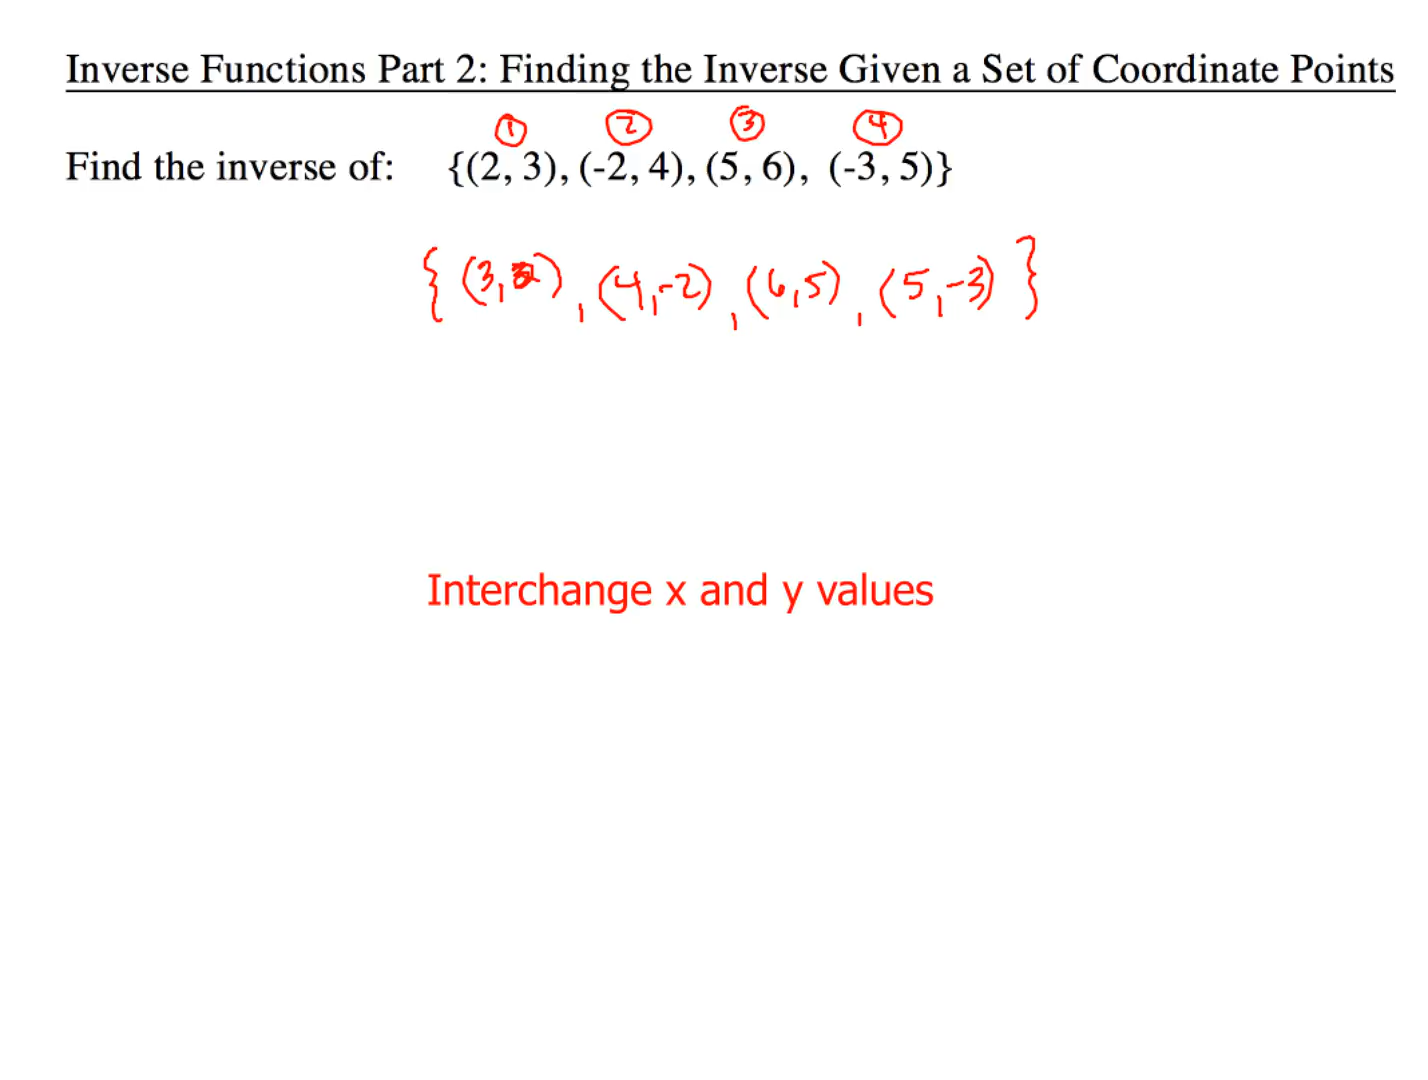 Inverse Functions Part 2: Finding the Inverse Given a Set of Coordinate Points
1 2 3 4
Find the inverse of: {(2, 3), (-2, 4), (5, 6), (-3, 5)}
{(3,2), (4,-2), (6,5), (5,-3)}
Interchange x and y values